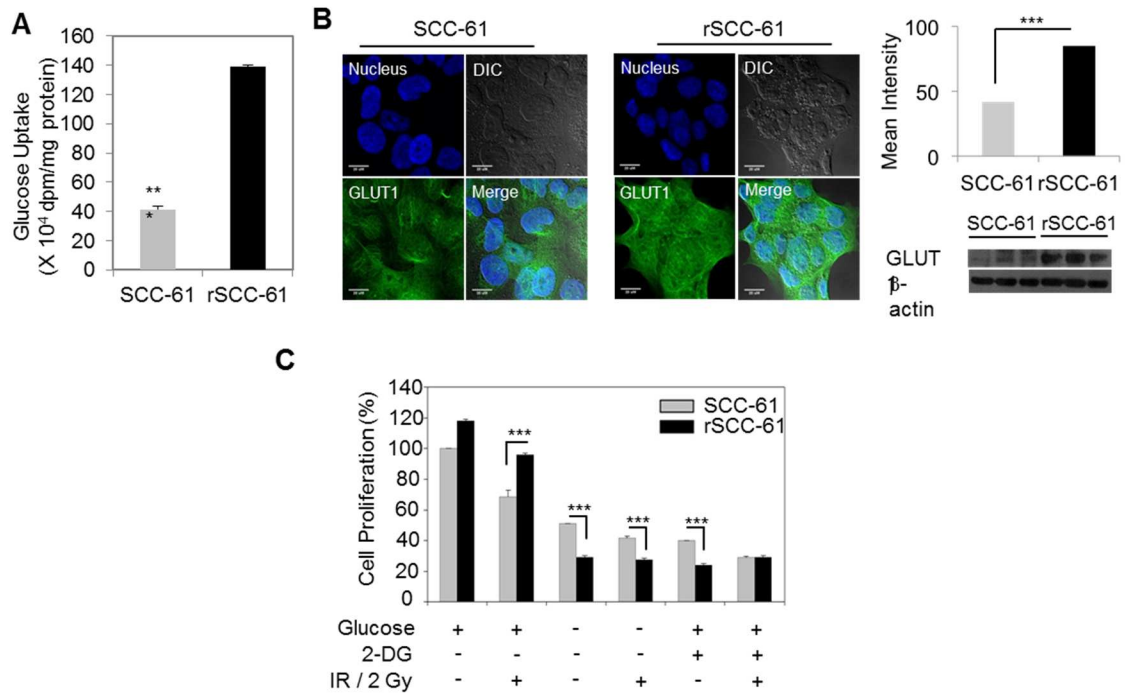 A
160
140
120
100
80
60
40
20
0
Glucose Uptake
(X 10⁴ dpm/mg protein)
**
*
SCC-61 rSCC-61
B
SCC-61
Nucleus DIC
GLUT1 Merge
rSCC-61
Nucleus DIC
GLUT1 Merge
100
50
0
Mean Intensity
***
SCC-61 rSCC-61
SCC-61 rSCC-61
GLUT
1
β-
actin
C
140
120
100
80
60
40
20
0
Cell Proliferation (%)
SCC-61
rSCC-61
*** *** *** ***
Glucose + + - - + +
2-DG - - - - + +
IR / 2 Gy - + - + - +